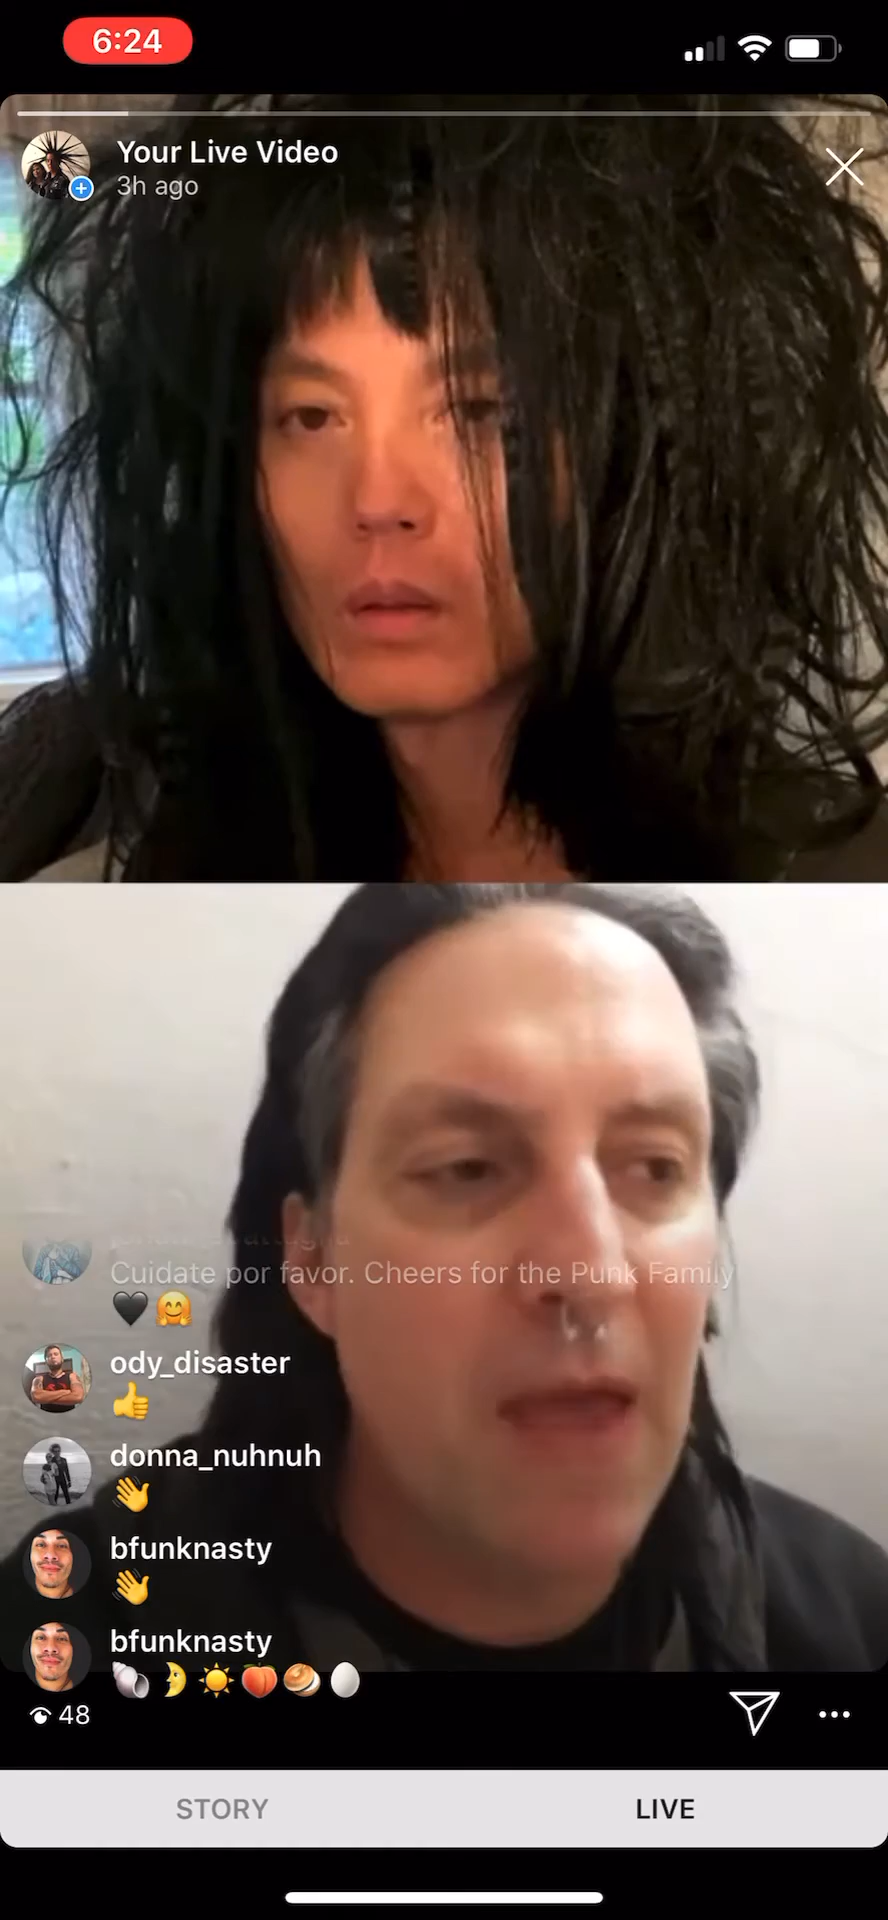 6:24
Your Live Video
3h ago
Cuidate por favor. Cheers for the Punk Family
🖤🤗
ody_disaster
👍
donna_nuhnuh
👋
bfunknasty
👋
bfunknasty
🐚🌛☀️🍑🥯🥚
48
STORY
LIVE